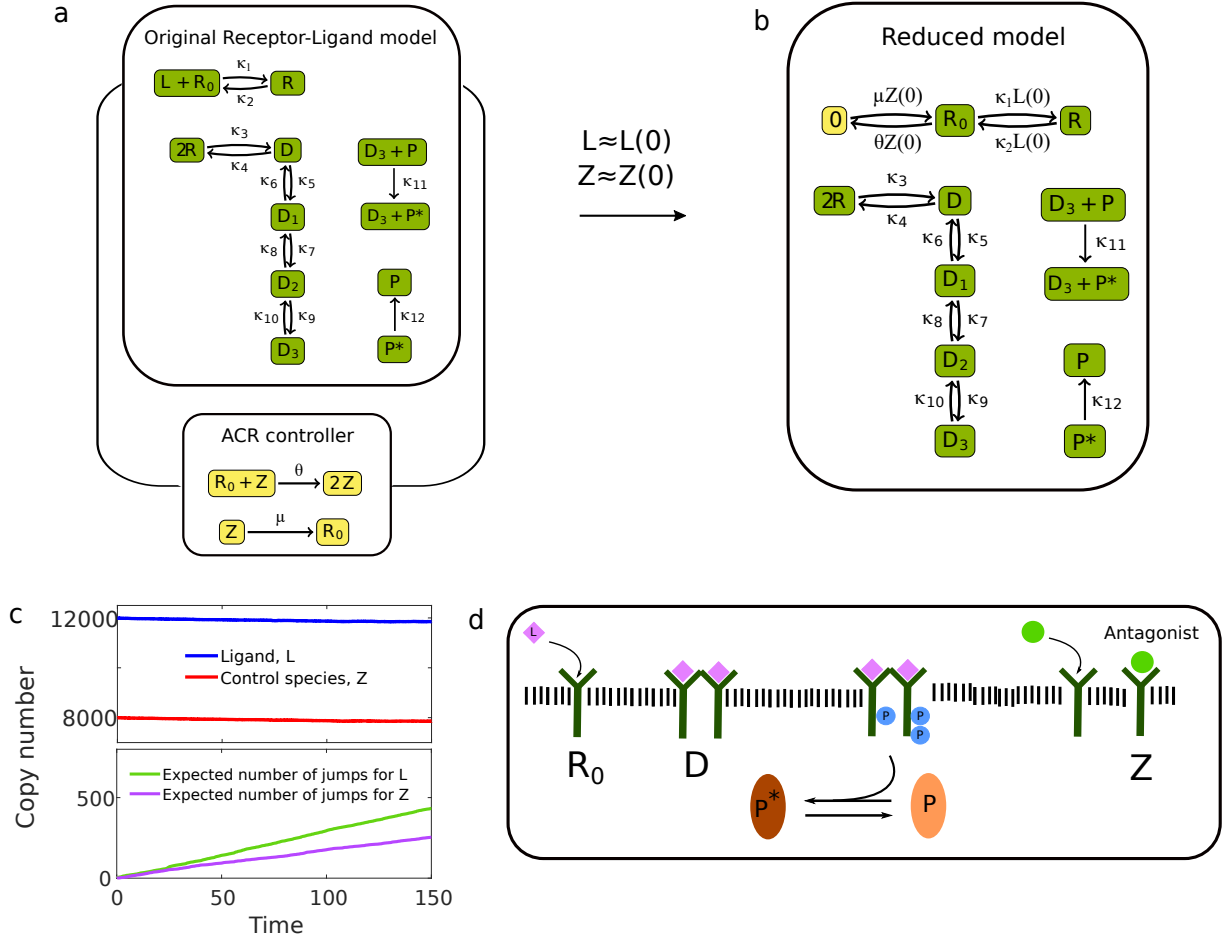 a
Original Receptor-Ligand model
L + R₀ κ₁ κ₂ R
2R κ₃ κ₄ D
κ₆ κ₅
D₁
κ₈ κ₇
D₂
κ₁₀ κ₉
D₃
D₃ + P
κ₁₁
D₃ + P*
P
κ₁₂
P*
ACR controller
R₀ + Z θ 2Z
Z μ R₀
L≈L(0)
Z≈Z(0)
b
Reduced model
0 μZ(0) θZ(0) R₀ κ₁L(0) κ₂L(0) R
2R κ₃ κ₄ D
κ₆ κ₅
D₁
κ₈ κ₇
D₂
κ₁₀ κ₉
D₃
D₃ + P
κ₁₁
D₃ + P*
P
κ₁₂
P*
c
Copy number
12000
8000
Ligand, L
Control species, Z
500
0
Expected number of jumps for L
Expected number of jumps for Z
0 50 100 150
Time
d
L
Antagonist
P P
P
R₀ D Z
P* P